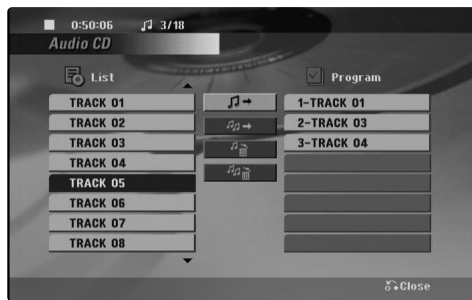 0:50:06 3/18
Audio CD
List
Program
TRACK 01
TRACK 02
TRACK 03
TRACK 04
TRACK 05
TRACK 06
TRACK 07
TRACK 08
1-TRACK 01
2-TRACK 03
3-TRACK 04
Close